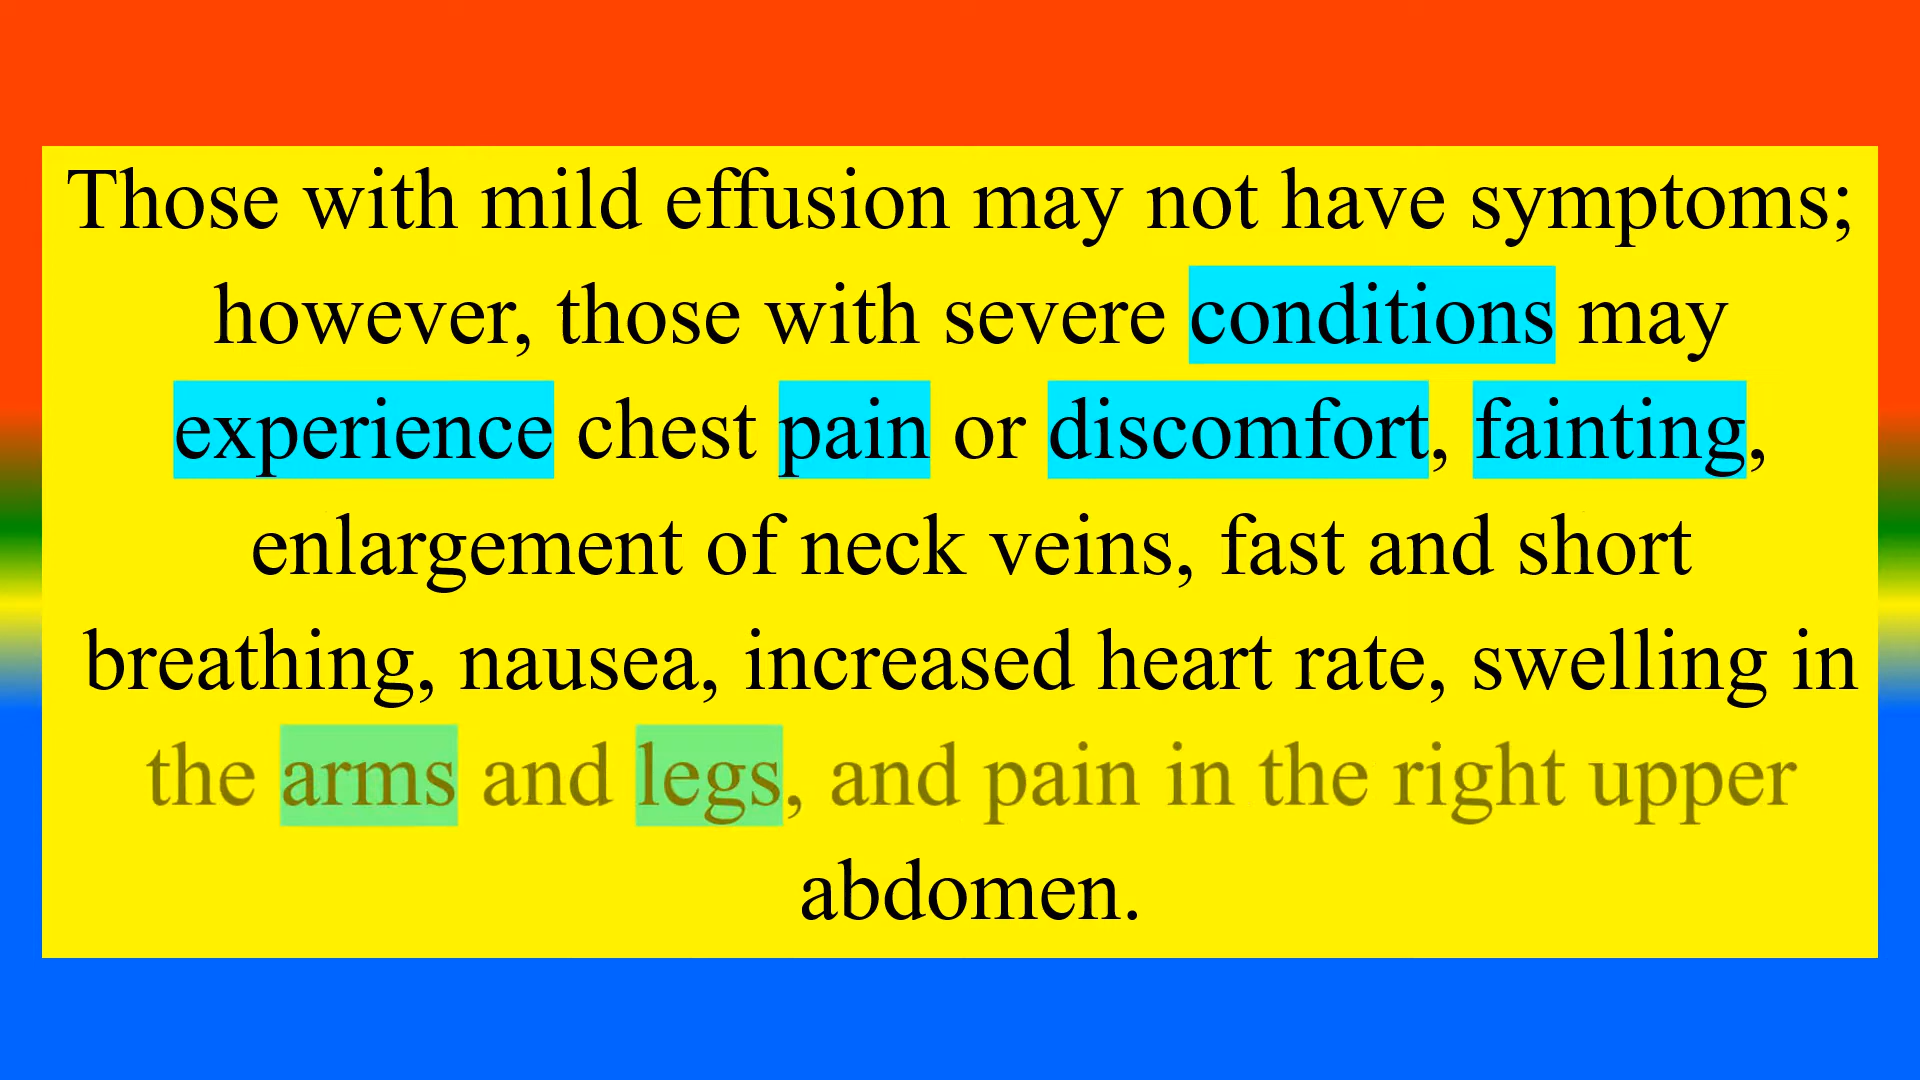 Those with mild effusion may not have symptoms;
however, those with severe conditions may
experience chest pain or discomfort, fainting,
enlargement of neck veins, fast and short
breathing, nausea, increased heart rate, swelling in
the arms and legs, and pain in the right upper
abdomen.